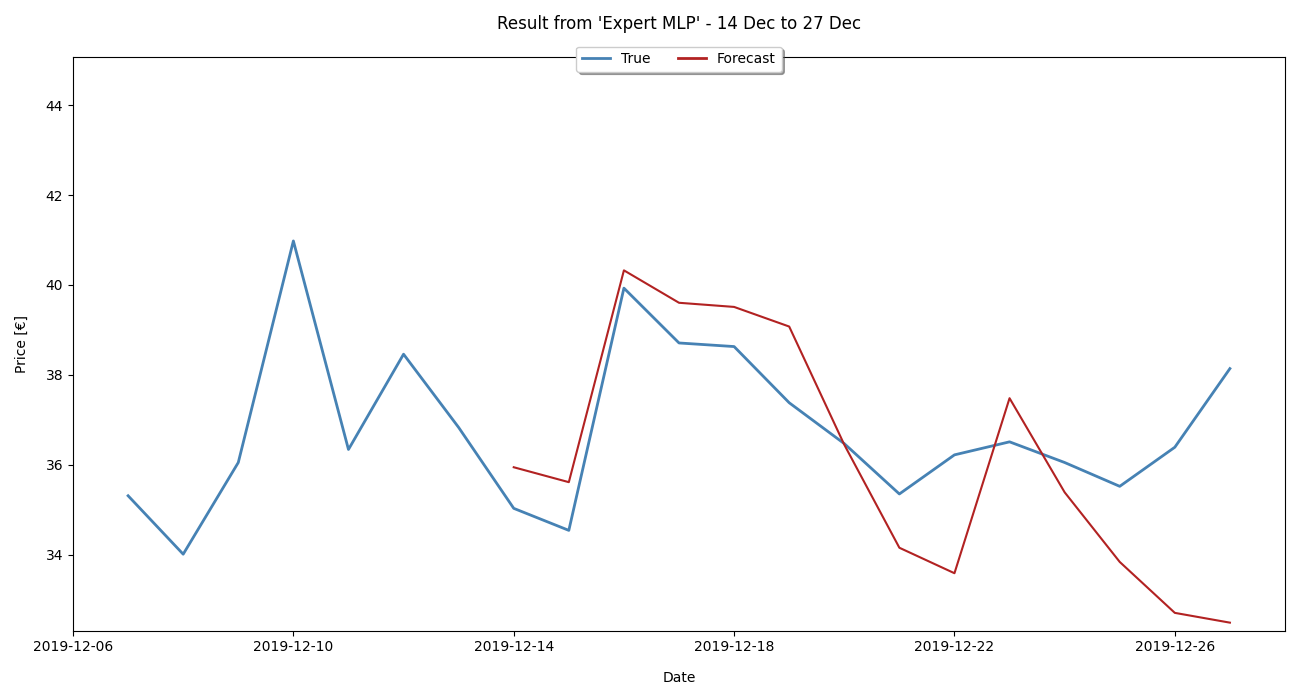 Result from 'Expert MLP' - 14 Dec to 27 Dec
True Forecast
44
42
40
38
36
34
Price [€]
2019-12-06 2019-12-10 2019-12-14 2019-12-18 2019-12-22 2019-12-26
Date